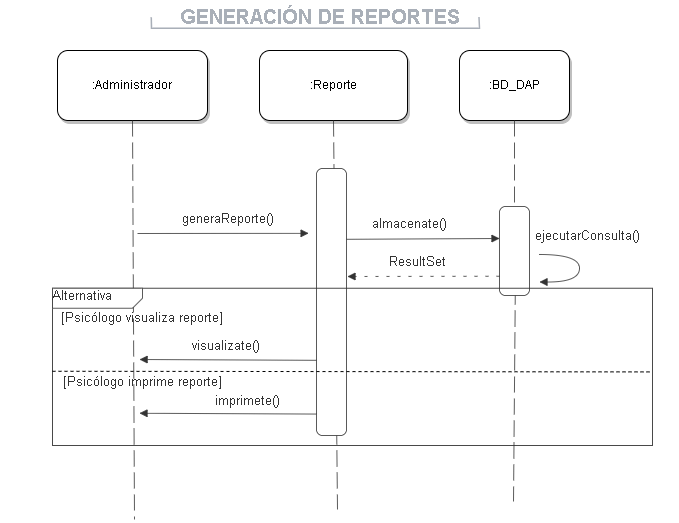 GENERACIÓN DE REPORTES
:Administrador
:Reporte
:BD_DAP
generaReporte()
almacenate()
ejecutarConsulta()
ResultSet
Alternativa
[Psicólogo visualiza reporte]
visualizate()
[Psicólogo imprime reporte]
imprimete()